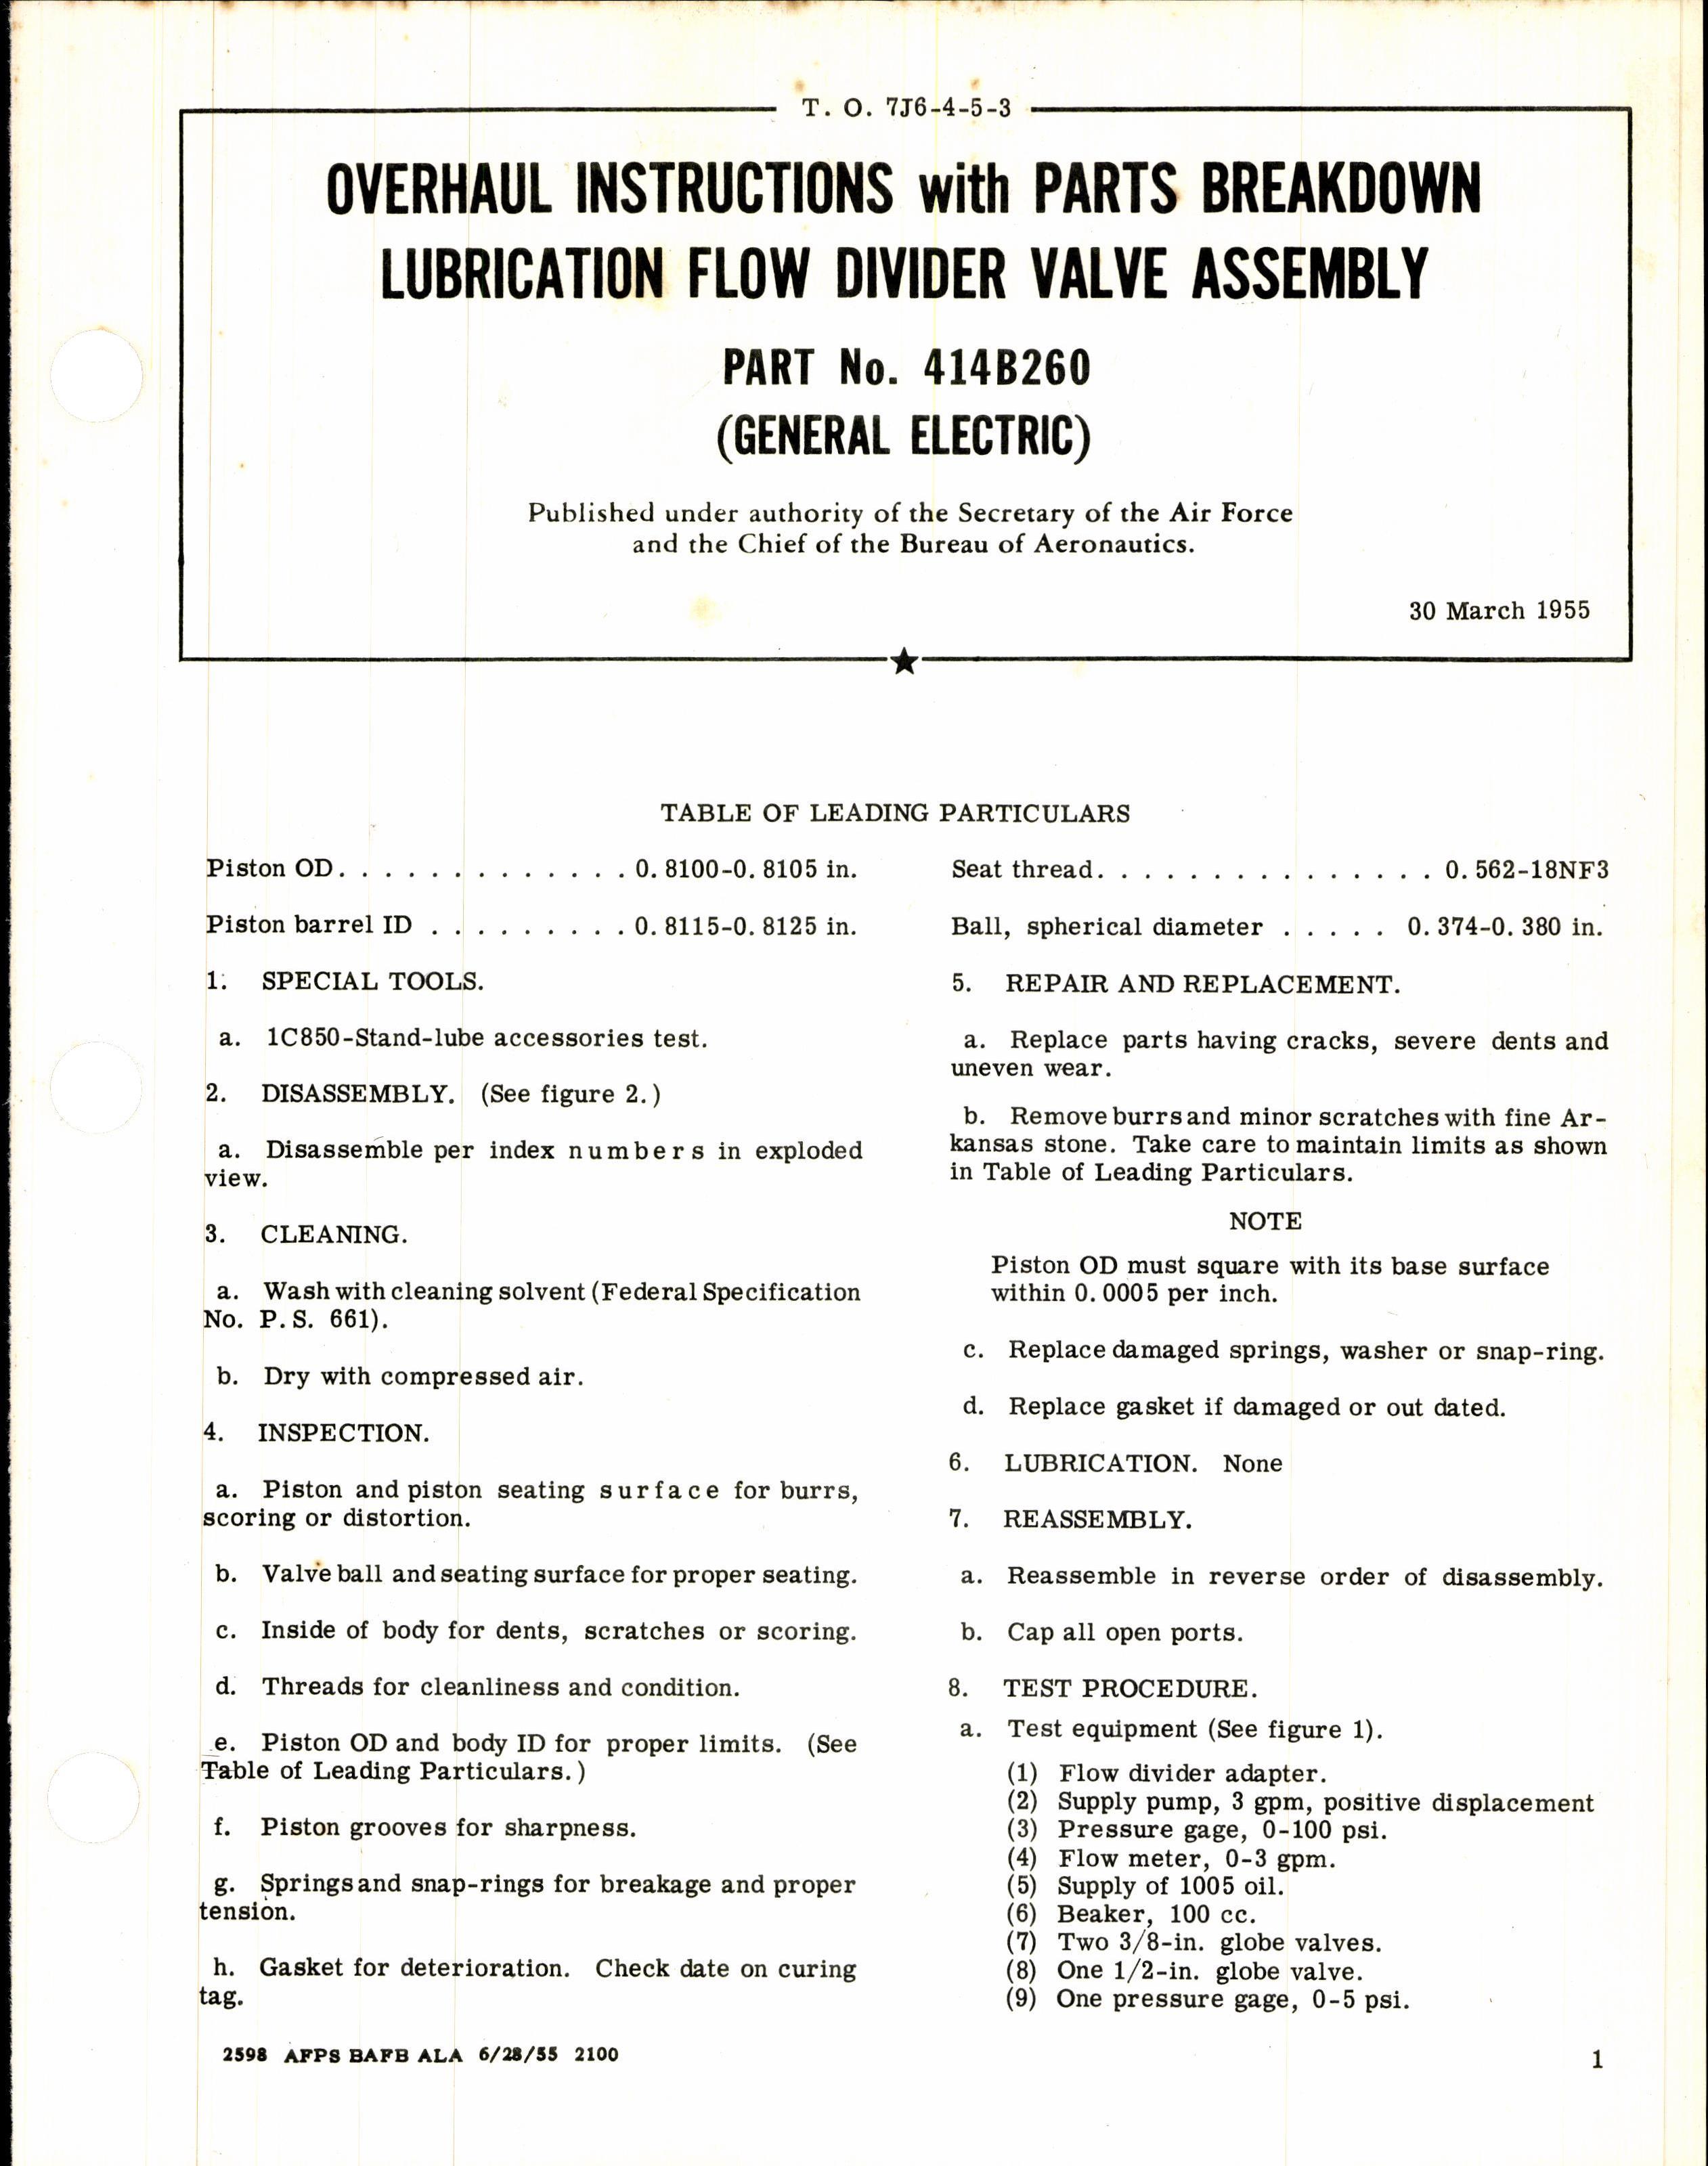 T. O. 7J6-4-5-3
OVERHAUL INSTRUCTIONS with PARTS BREAKDOWN
LUBRICATION FLOW DIVIDER VALVE ASSEMBLY
PART No. 414B260
(GENERAL ELECTRIC)
Published under authority of the Secretary of the Air Force
and the Chief of the Bureau of Aeronautics.
30 March 1955
TABLE OF LEADING PARTICULARS
Piston OD. . . . . . . . . . . . . 0. 8100-0. 8105 in.
Piston barrel ID . . . . . . . . . 0. 8115-0. 8125 in.
1. SPECIAL TOOLS.
a. 1C850-Stand-lube accessories test.
2. DISASSEMBLY. (See figure 2.)
a. Disassemble per index numbers in exploded
view.
3. CLEANING.
a. Wash with cleaning solvent (Federal Specification
No. P. S. 661).
b. Dry with compressed air.
4. INSPECTION.
a. Piston and piston seating surface for burrs,
scoring or distortion.
b. Valve ball and seating surface for proper seating.
c. Inside of body for dents, scratches or scoring.
d. Threads for cleanliness and condition.
e. Piston OD and body ID for proper limits. (See
Table of Leading Particulars.)
f. Piston grooves for sharpness.
g. Springs and snap-rings for breakage and proper
tension.
h. Gasket for deterioration. Check date on curing
tag.
Seat thread. . . . . . . . . . . . . . . 0. 562-18NF3
Ball, spherical diameter . . . . . 0. 374-0. 380 in.
5. REPAIR AND REPLACEMENT.
a. Replace parts having cracks, severe dents and
uneven wear.
b. Remove burrs and minor scratches with fine Ar-
kansas stone. Take care to maintain limits as shown
in Table of Leading Particulars.
NOTE
Piston OD must square with its base surface
within 0. 0005 per inch.
c. Replace damaged springs, washer or snap-ring.
d. Replace gasket if damaged or out dated.
6. LUBRICATION. None
7. REASSEMBLY.
a. Reassemble in reverse order of disassembly.
b. Cap all open ports.
8. TEST PROCEDURE.
a. Test equipment (See figure 1).
(1) Flow divider adapter.
(2) Supply pump, 3 gpm, positive displacement
(3) Pressure gage, 0-100 psi.
(4) Flow meter, 0-3 gpm.
(5) Supply of 1005 oil.
(6) Beaker, 100 cc.
(7) Two 3/8-in. globe valves.
(8) One 1/2-in. globe valve.
(9) One pressure gage, 0-5 psi.
2598 AFPS BAFB ALA 6/28/55 2100
1